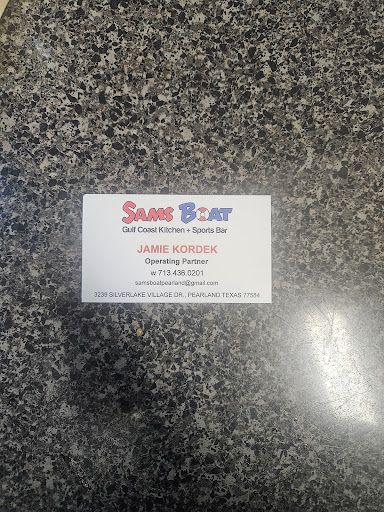 SAMS BOAT
Gulf Coast Kitchen + Sports Bar
JAMIE KORDEK
Operating Partner
w 713.436.0201
samsboatpearland@gmail.com
3239 SILVERLAKE VILLAGE DR., PEARLAND TEXAS 77584